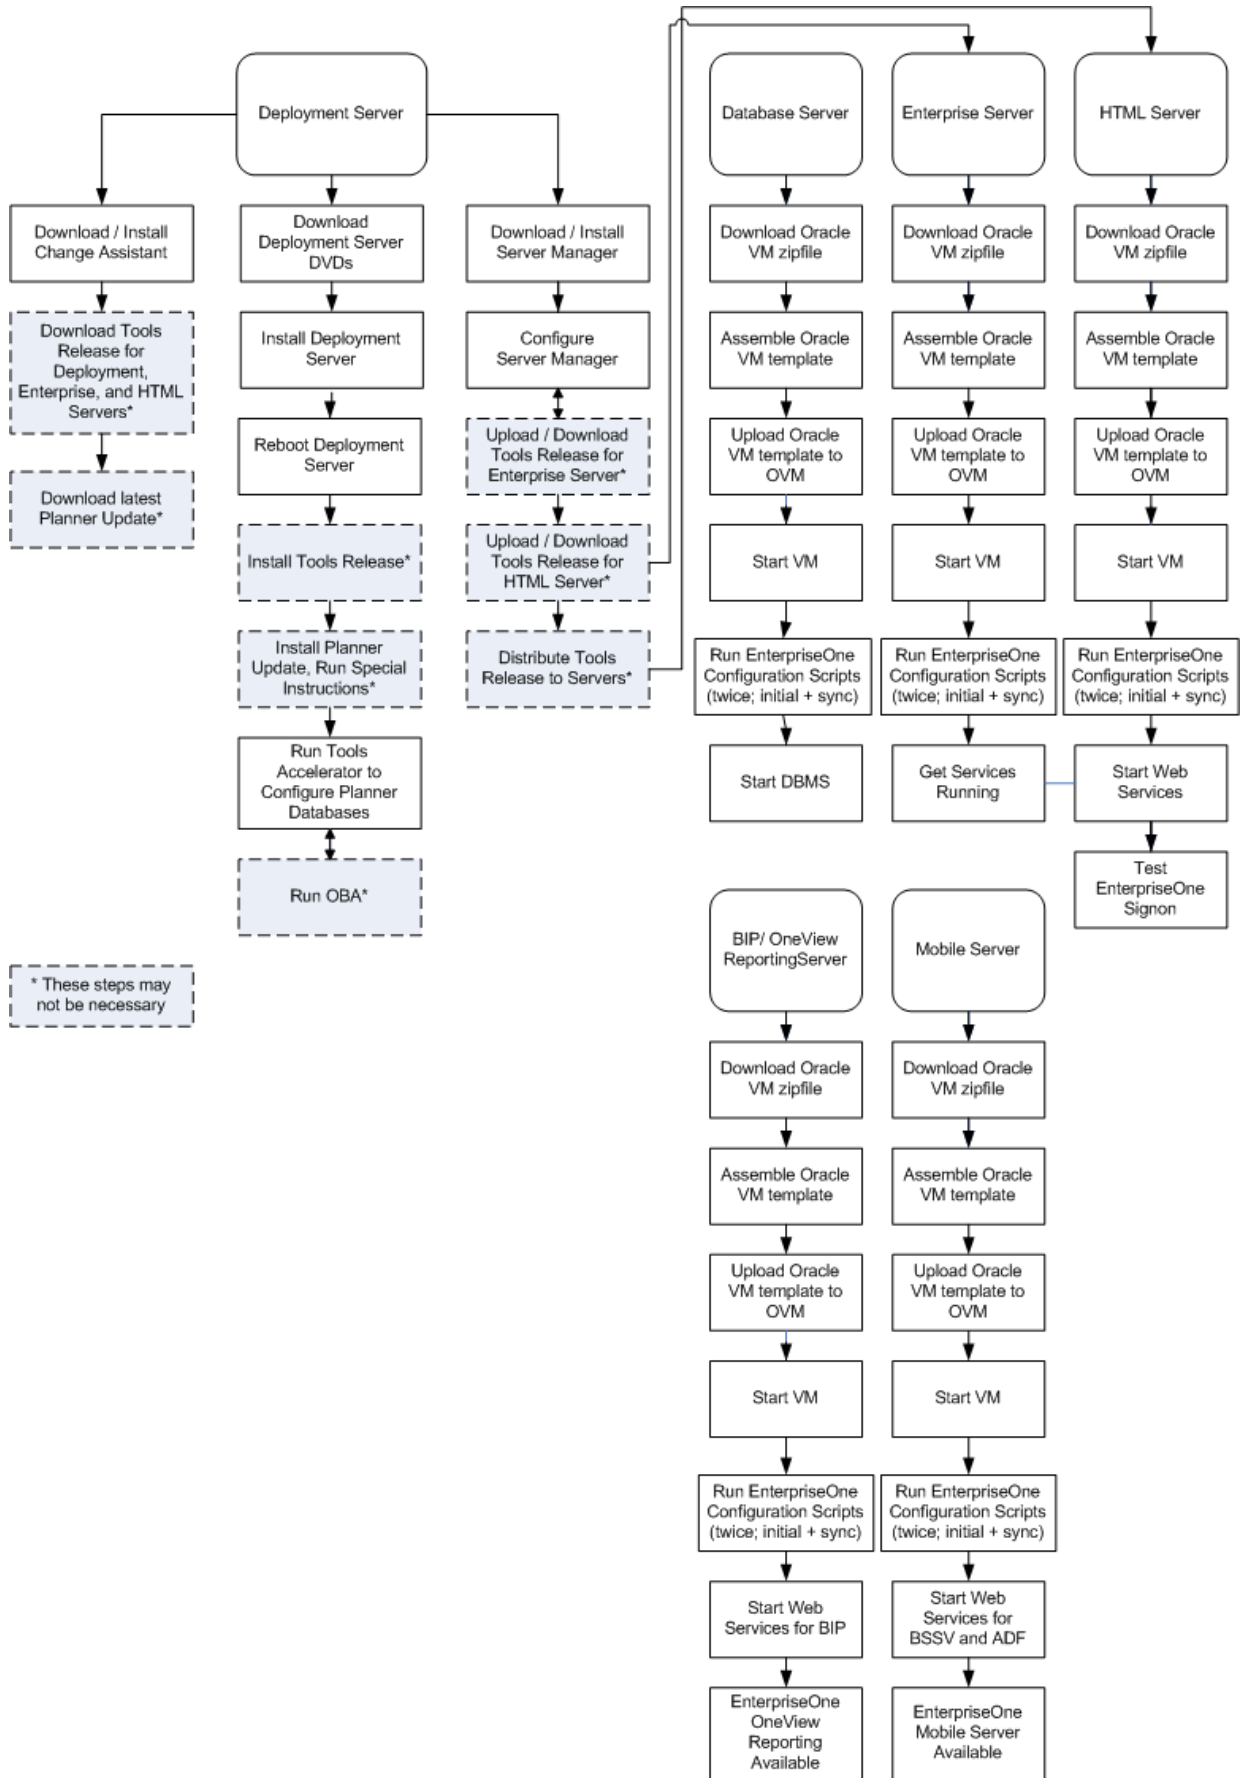 Deployment Server
Database Server
Enterprise Server
HTML Server
Download / Install
Change Assistant
Download Tools
Release for
Deployment,
Enterprise, and HTML
Servers*
Download latest
Planner Update*
Download
Deployment Server
DVDs
Install Deployment
Server
Reboot Deployment
Server
Install Tools Release*
Install Planner
Update, Run Special
Instructions*
Run Tools
Accelerator to
Configure Planner
Databases
Run OBA*
Download / Install
Server Manager
Configure
Server Manager
Upload / Download
Tools Release for
Enterprise Server*
Upload / Download
Tools Release for
HTML Server*
Distribute Tools
Release to Servers*
Download Oracle
VM zipfile
Assemble Oracle
VM template
Upload Oracle
VM template to
OVM
Start VM
Run EnterpriseOne
Configuration Scripts
(twice; initial + sync)
Start DBMS
Download Oracle
VM zipfile
Assemble Oracle
VM template
Upload Oracle
VM template to
OVM
Start VM
Run EnterpriseOne
Configuration Scripts
(twice; initial + sync)
Get Services
Running
Download Oracle
VM zipfile
Assemble Oracle
VM template
Upload Oracle
VM template to
OVM
Start VM
Run EnterpriseOne
Configuration Scripts
(twice; initial + sync)
Start Web
Services
Test
EnterpriseOne
Signon
* These steps may
not be necessary
BIP/ OneView
ReportingServer
Download Oracle
VM zipfile
Assemble Oracle
VM template
Upload Oracle
VM template to
OVM
Start VM
Run EnterpriseOne
Configuration Scripts
(twice; initial + sync)
Start Web
Services for BIP
EnterpriseOne
OneView
Reporting
Available
Mobile Server
Download Oracle
VM zipfile
Assemble Oracle
VM template
Upload Oracle
VM template to
OVM
Start VM
Run EnterpriseOne
Configuration Scripts
(twice; initial + sync)
Start Web
Services for
BSSV and ADF
EnterpriseOne
Mobile Server
Available